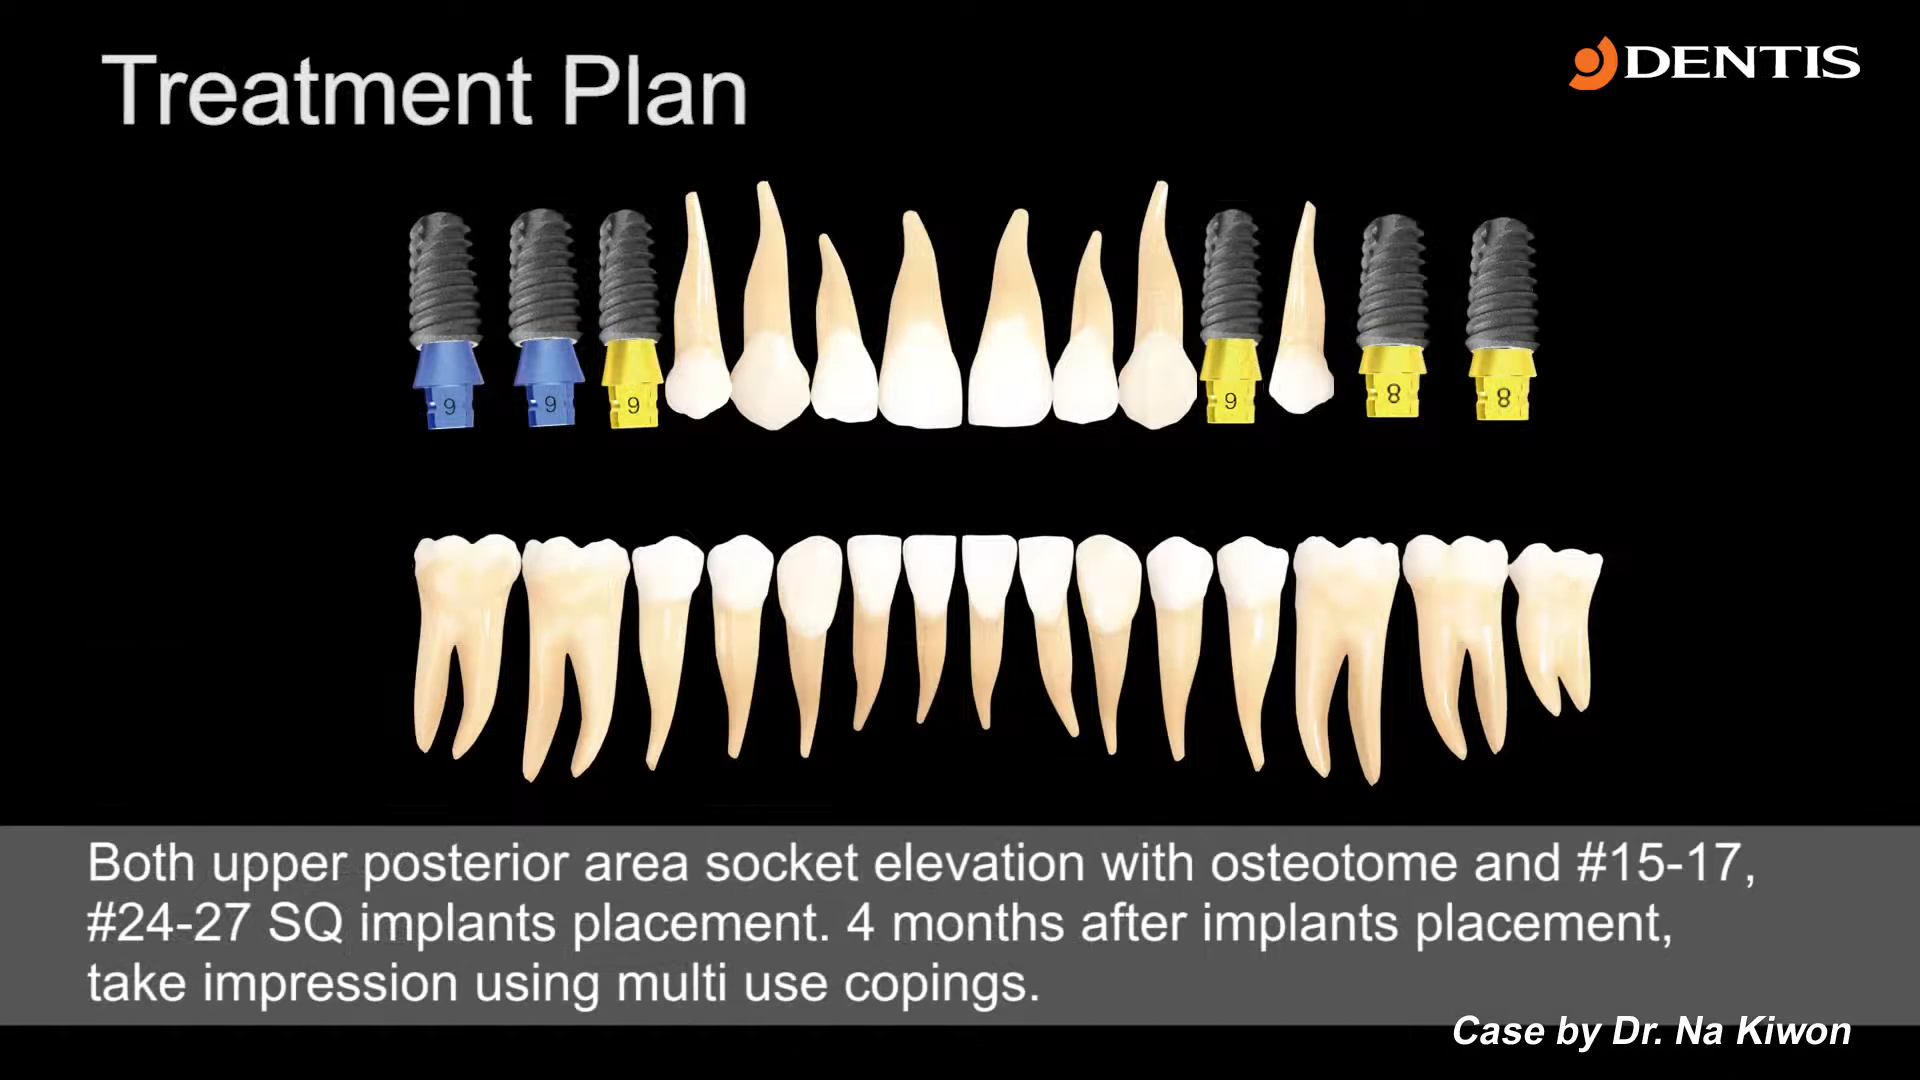 Treatment Plan
DENTIS
9 9 9 9 8 8
Both upper posterior area socket elevation with osteotome and #15-17,
#24-27 SQ implants placement. 4 months after implants placement,
take impression using multi use copings.
Case by Dr. Na Kiwon